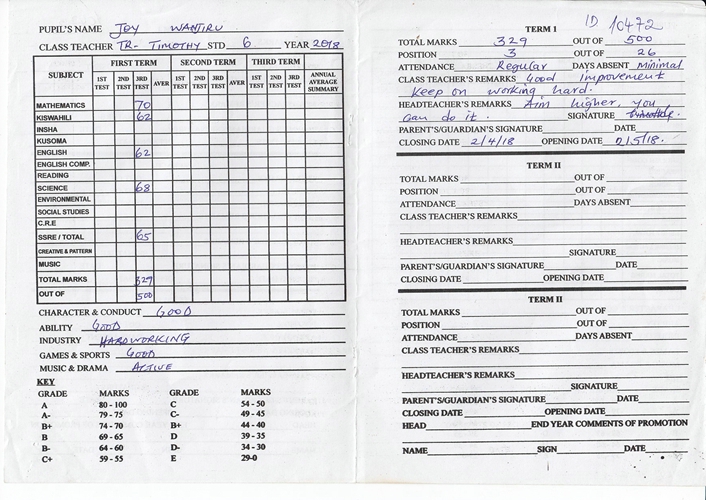 PUPIL'S NAME JOY WANJIRU
CLASS TEACHER TR- TIMOTHY STD 6 YEAR 2018
SUBJECT FIRST TERM SECOND TERM THIRD TERM
1ST TEST 2ND TEST 3RD TEST AVER 1ST TEST 2ND TEST 3RD TEST AVER 1ST TEST 2ND TEST 3RD TEST ANNUAL AVERAGE SUMMARY
MATHEMATICS 70
KISWAHILI 62
INSHA
KUSOMA
ENGLISH 62
ENGLISH COMP.
READING
SCIENCE 68
ENVIRONMENTAL
SOCIAL STUDIES
C.R.E
SSRE / TOTAL 65
CREATIVE & PATTERN
MUSIC
TOTAL MARKS 327
OUT OF 500
CHARACTER & CONDUCT GOOD
ABILITY GOOD
INDUSTRY HARDWORKING
GAMES & SPORTS GOOD
MUSIC & DRAMA ACTIVE
KEY
GRADE MARKS GRADE MARKS
A 80 - 100 C 54 - 50
A- 79 - 75 C- 49 - 45
B+ 74 - 70 B+ 44 - 40
B 69 - 65 D 39 - 35
B- 64 - 60 D- 34 - 30
C+ 59 - 55 E 29-0
TERM 1 ID 10472
TOTAL MARKS 329 OUT OF 500
POSITION 3 OUT OF 26
ATTENDANCE Regular DAYS ABSENT Minimal
CLASS TEACHER'S REMARKS Good improvement
keep on working hard.
HEADTEACHER'S REMARKS Aim higher, you
can do it. SIGNATURE
PARENT'S/GUARDIAN'S SIGNATURE DATE
CLOSING DATE 2/4/18 OPENING DATE /5/18.
TERM II
TOTAL MARKS OUT OF
POSITION OUT OF
ATTENDANCE DAYS ABSENT
CLASS TEACHER'S REMARKS
HEADTEACHER'S REMARKS
SIGNATURE
PARENT'S/GUARDIAN'S SIGNATURE DATE
CLOSING DATE OPENING DATE
TERM II
TOTAL MARKS OUT OF
POSITION OUT OF
ATTENDANCE DAYS ABSENT
CLASS TEACHER'S REMARKS
HEADTEACHER'S REMARKS
SIGNATURE
PARENT'S/GUARDIAN'S SIGNATURE DATE
CLOSING DATE OPENING DATE
HEAD END YEAR COMMENTS OF PROMOTION
NAME SIGN DATE